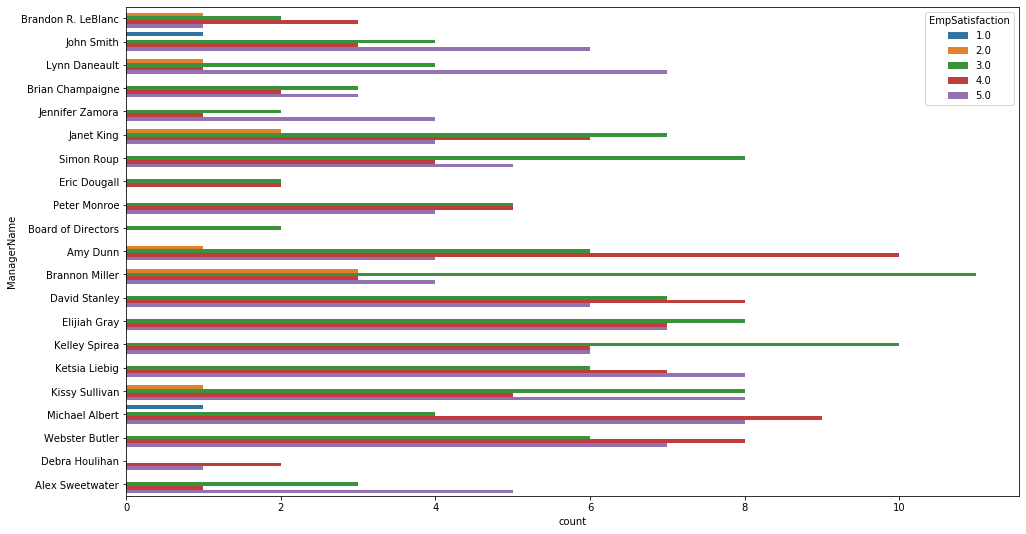 EmpSatisfaction
1.0
2.0
3.0
4.0
5.0
ManagerName
Brandon R. LeBlanc
John Smith
Lynn Daneault
Brian Champaigne
Jennifer Zamora
Janet King
Simon Roup
Eric Dougall
Peter Monroe
Board of Directors
Amy Dunn
Brannon Miller
David Stanley
Elijiah Gray
Kelley Spirea
Ketsia Liebig
Kissy Sullivan
Michael Albert
Webster Butler
Debra Houlihan
Alex Sweetwater
0 2 4 6 8 10
count